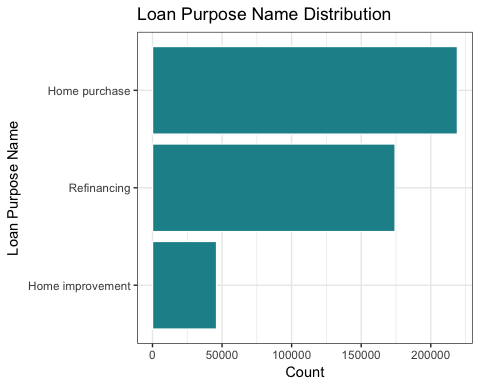 Loan Purpose Name Distribution
Loan Purpose Name
Home purchase
Refinancing
Home improvement
0 50000 100000 150000 200000
Count